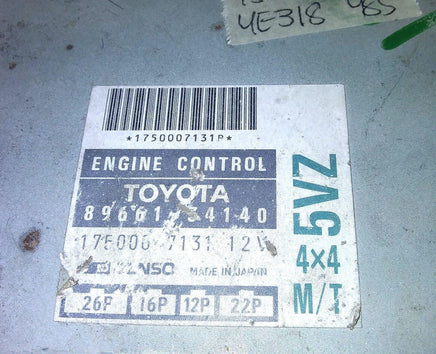 4E318 485
*1750007131P*
ENGINE CONTROL
TOYOTA
89661-34140
175000-7131 12V
DENSO MADE IN JAPAN
26P 16P 12P 22P
5VZ
4×4
M/T